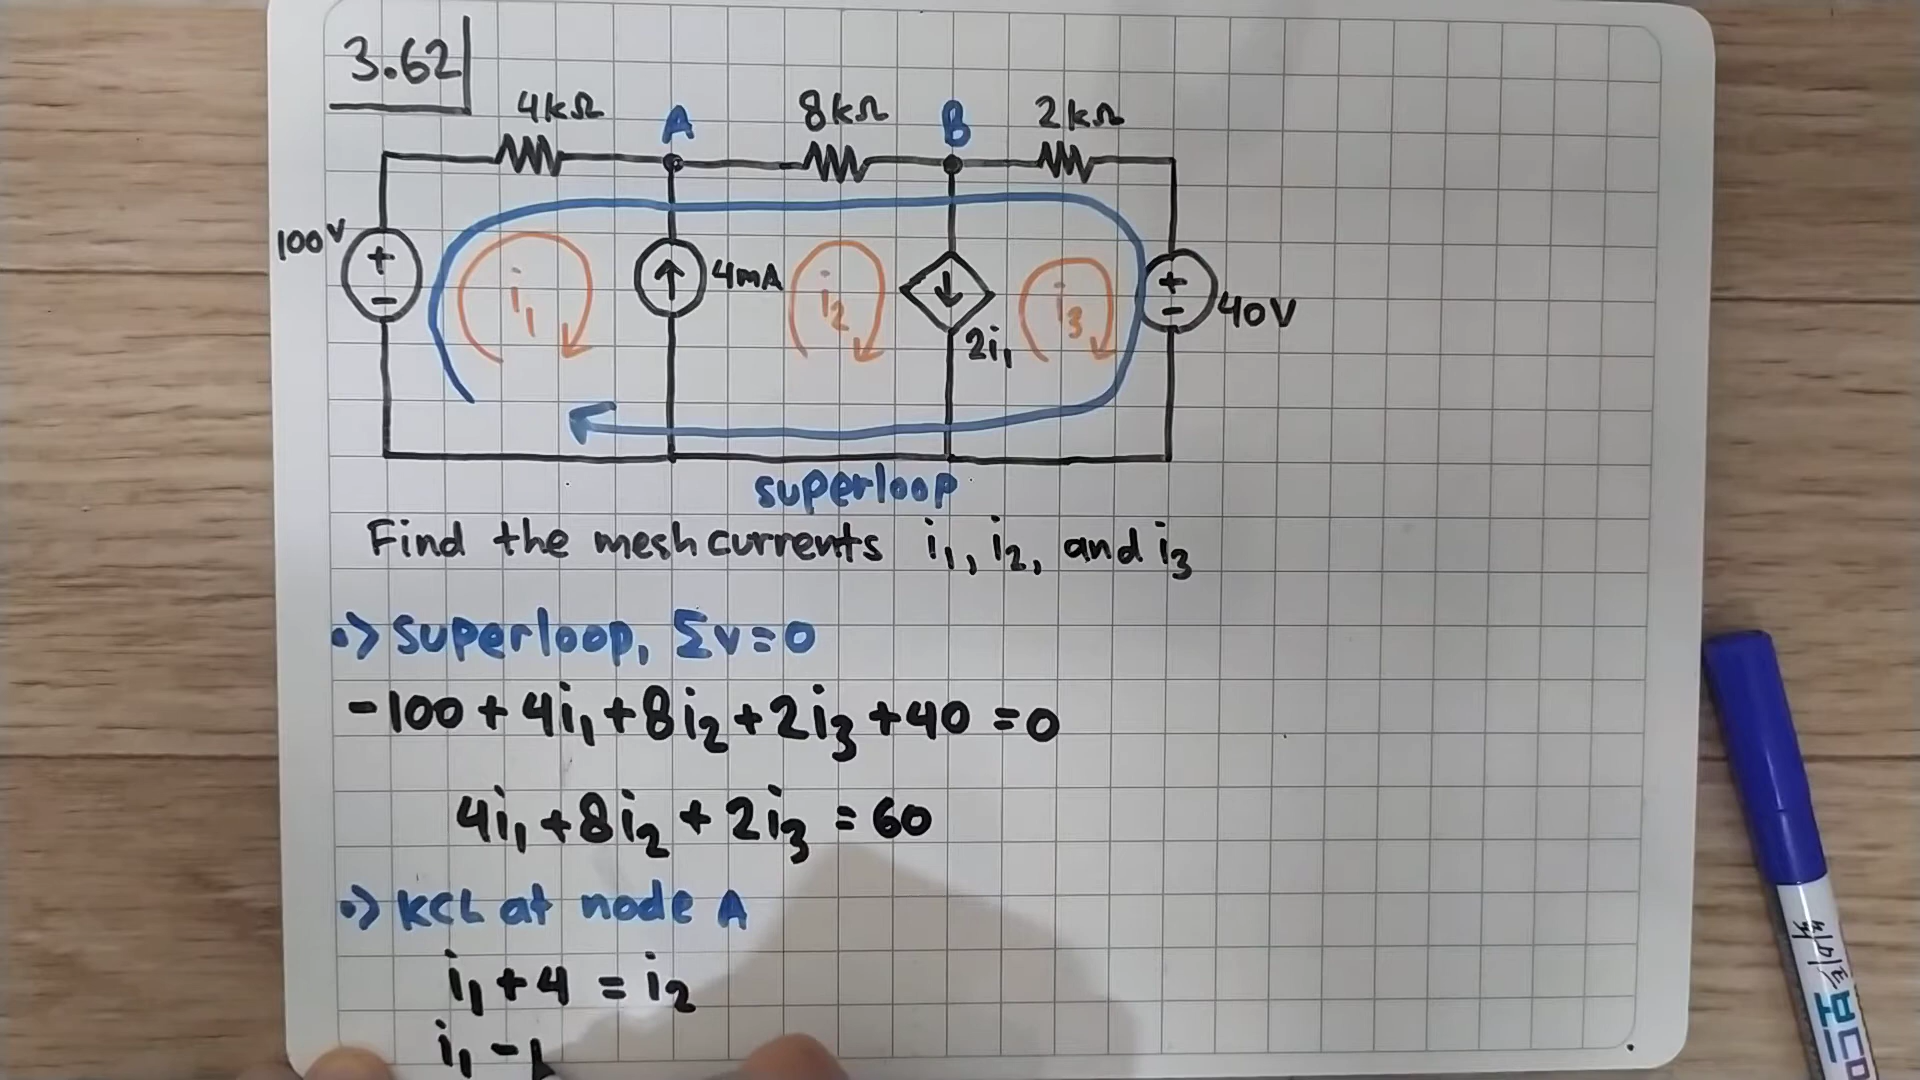 3.62
4kΩ A 8kΩ B 2kΩ
100V + - i₁ 4mA i₂ 2i₁ i₃ + - 40V
superloop
Find the mesh currents i₁, i₂, and i₃
•> superloop, Σv=0
-100 + 4i₁ + 8i₂ + 2i₃ + 40 = 0
4i₁ + 8i₂ + 2i₃ = 60
•> KCL at node A
i₁ + 4 = i₂
i₁ -